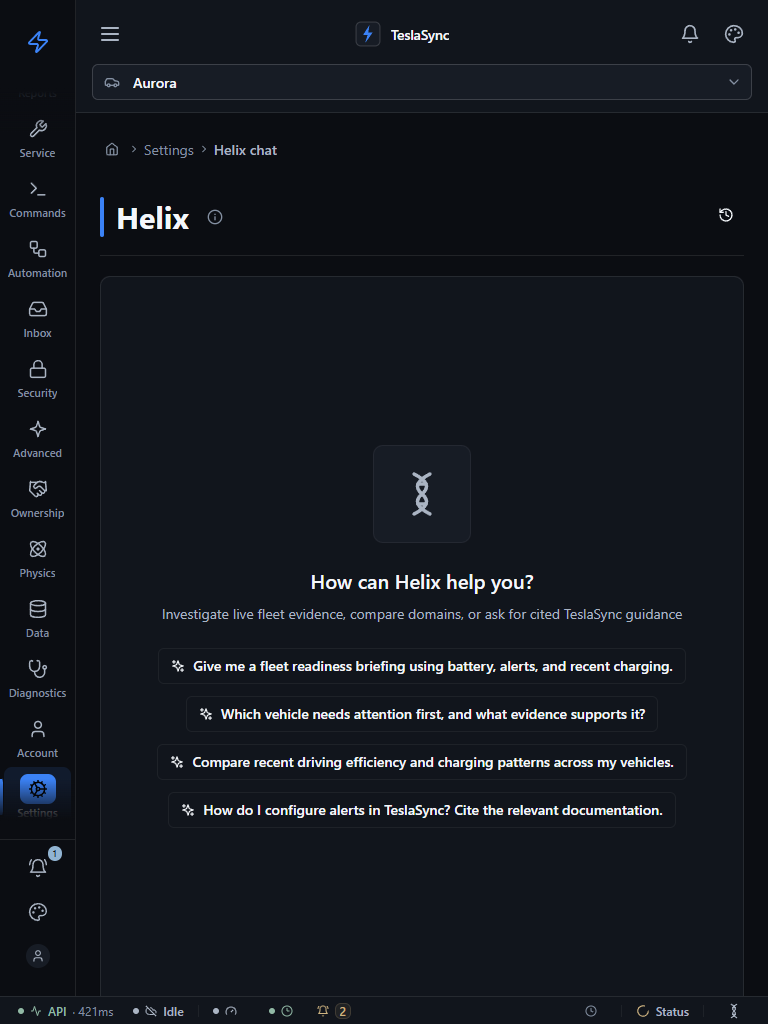 TeslaSync
Aurora
Reports
Service
Commands
Automation
Inbox
Security
Advanced
Ownership
Physics
Data
Diagnostics
Account
Settings
1
Settings
Helix chat
Helix
How can Helix help you?
Investigate live fleet evidence, compare domains, or ask for cited TeslaSync guidance
Give me a fleet readiness briefing using battery, alerts, and recent charging.
Which vehicle needs attention first, and what evidence supports it?
Compare recent driving efficiency and charging patterns across my vehicles.
How do I configure alerts in TeslaSync? Cite the relevant documentation.
API · 421ms
Idle
2
Status